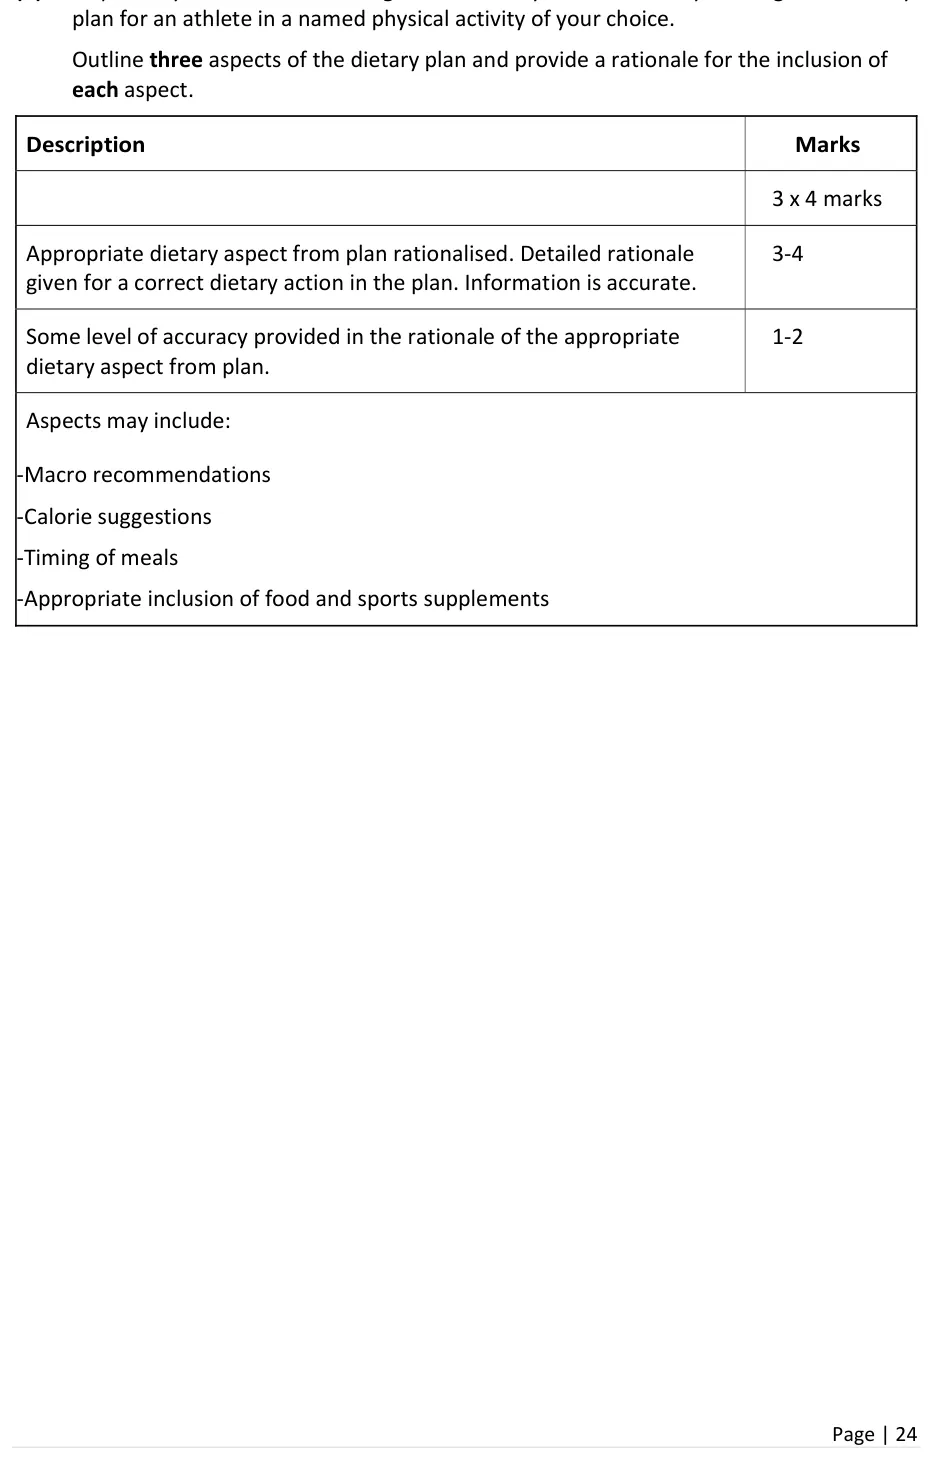 plan for an athlete in a named physical activity of your choice.
Outline three aspects of the dietary plan and provide a rationale for the inclusion of
each aspect.
Description Marks
3 x 4 marks
Appropriate dietary aspect from plan rationalised. Detailed rationale 3-4
given for a correct dietary action in the plan. Information is accurate.
Some level of accuracy provided in the rationale of the appropriate 1-2
dietary aspect from plan.
Aspects may include:
-Macro recommendations
-Calorie suggestions
-Timing of meals
-Appropriate inclusion of food and sports supplements
Page | 24